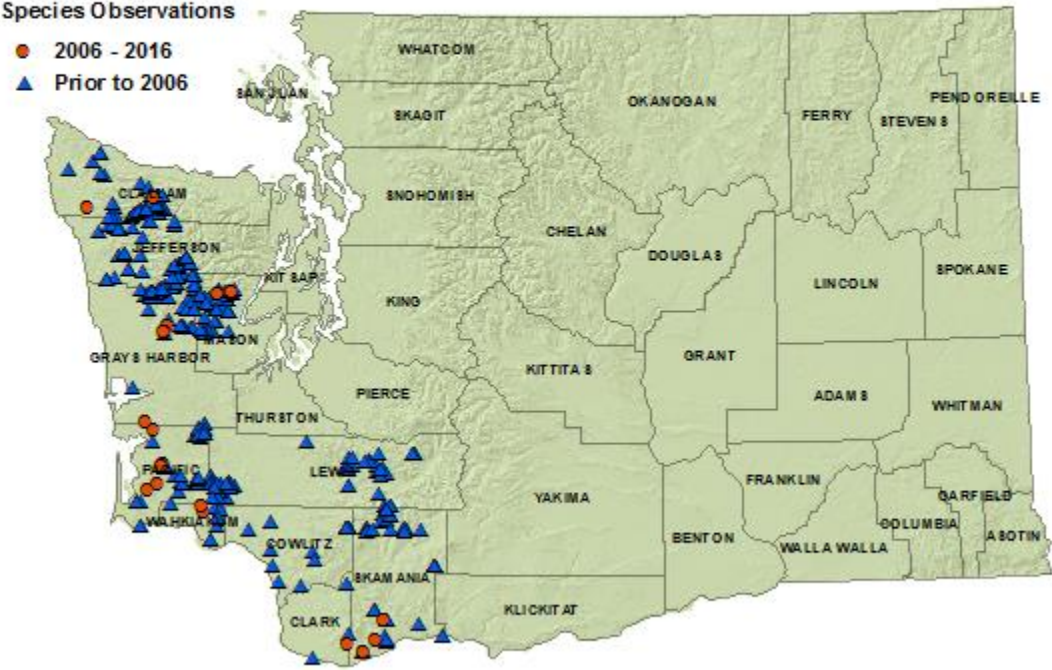 Species Observations
2006 - 2016
Prior to 2006
WHATCOM
SAN JUAN
SKAGIT
OKANOGAN
FERRY
STEVENS
PEND OREILLE
CLALLAM
SNOHOMISH
CHELAN
DOUGLAS
JEFFERSON
KITSAP
KING
LINCOLN
SPOKANE
MASON
GRAYS HARBOR
KITTITAS
GRANT
PIERCE
ADAMS
WHITMAN
THURSTON
PACIFIC
LEWIS
YAKIMA
FRANKLIN
GARFIELD
WAHKIAKUM
COWLITZ
BENTON
WALLA WALLA
COLUMBIA
ASOTIN
SKAMANIA
CLARK
KLICKITAT